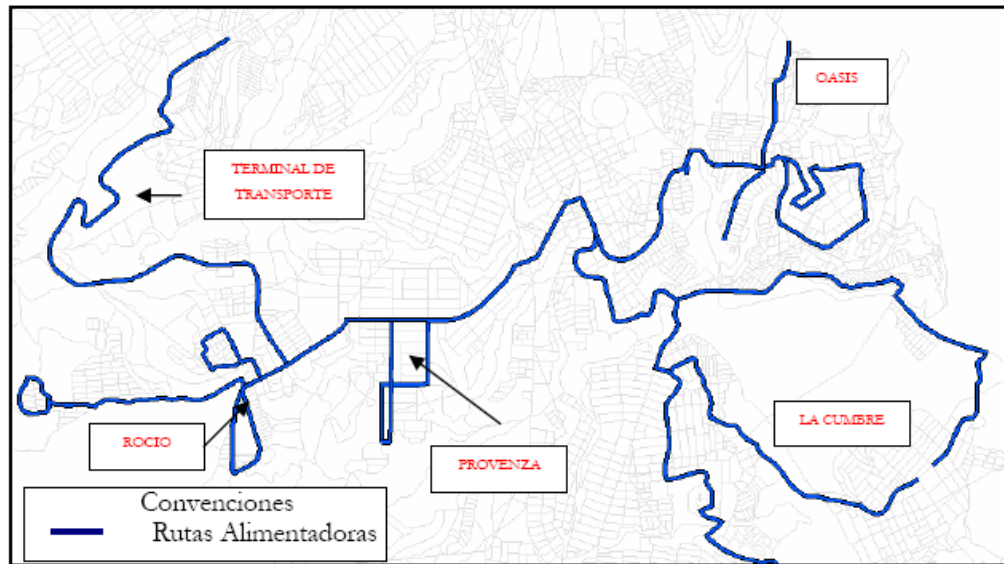 OASIS
TERMINAL DE
TRANSPORTE
LA CUMBRE
ROCIO
PROVENZA
Convenciones
Rutas Alimentadoras